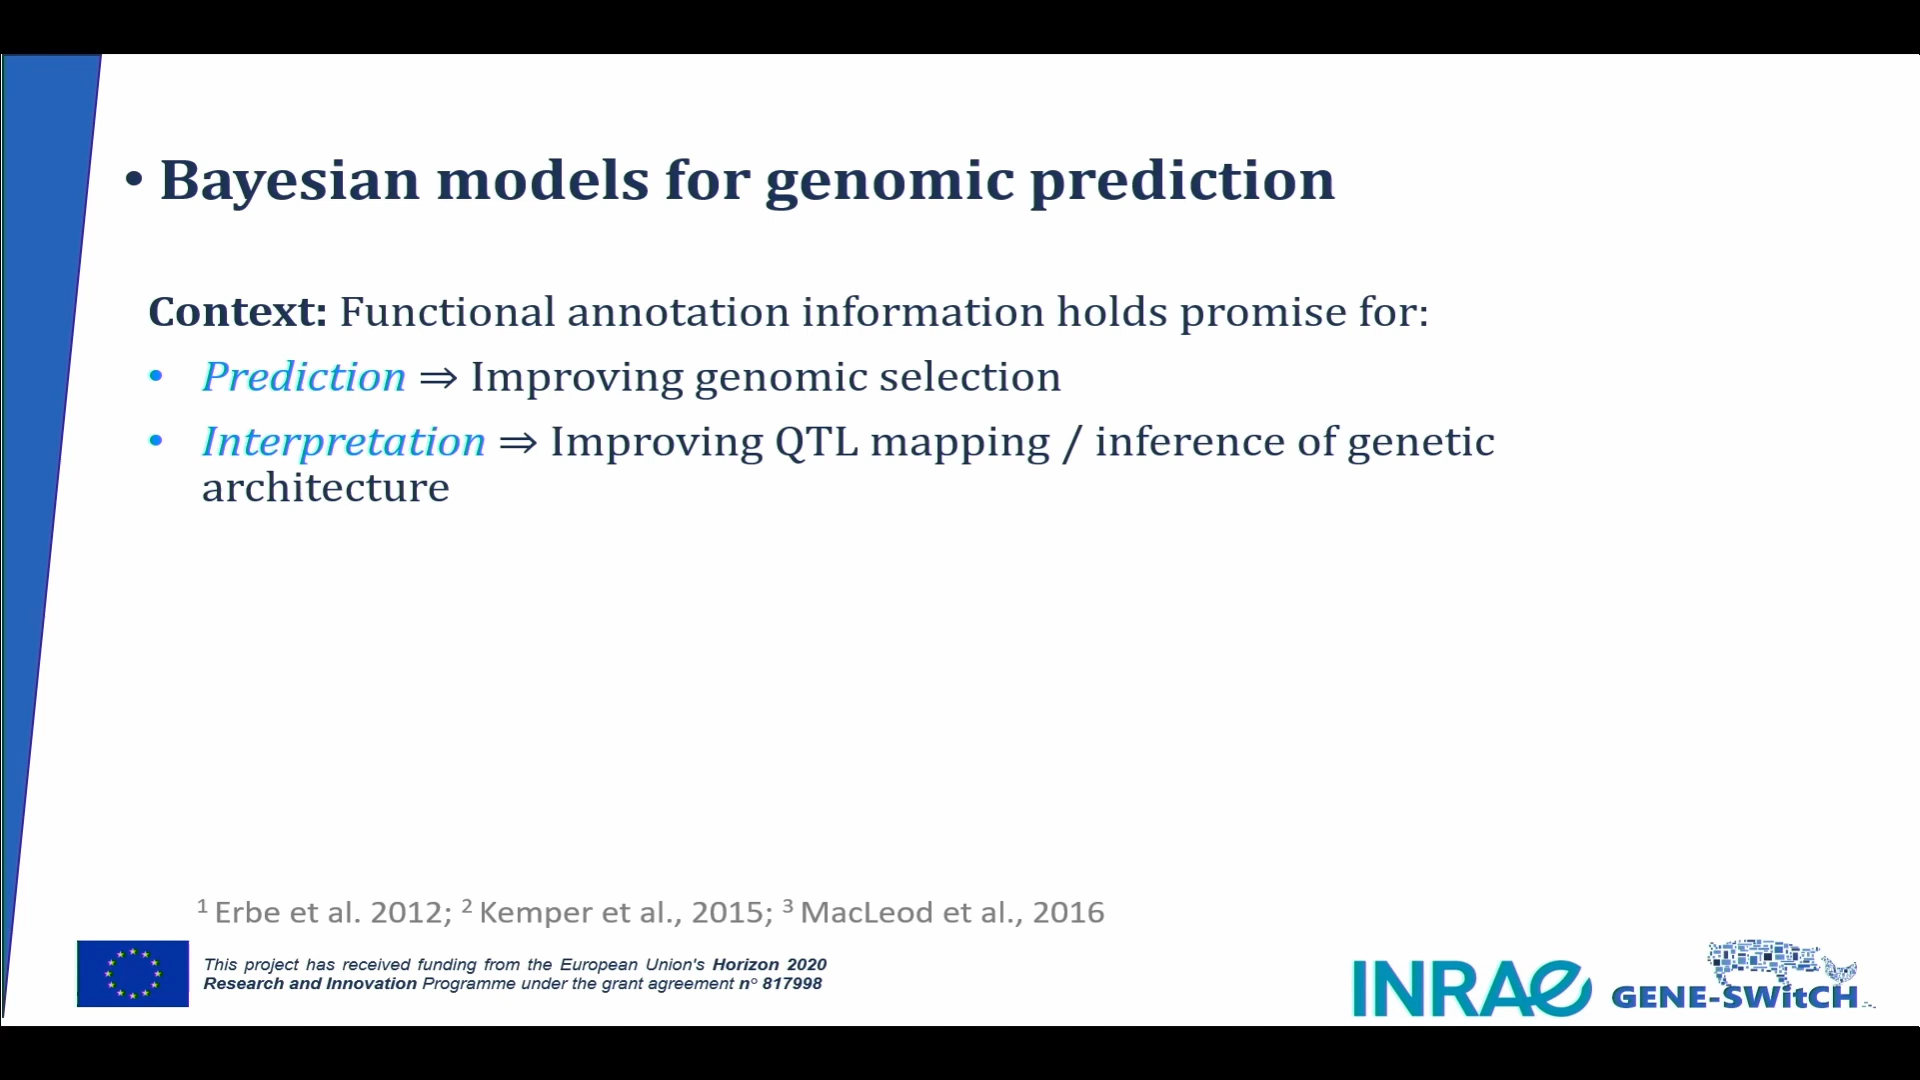 • Bayesian models for genomic prediction
Context: Functional annotation information holds promise for:
• Prediction ⇒ Improving genomic selection
• Interpretation ⇒ Improving QTL mapping / inference of genetic
architecture
¹ Erbe et al. 2012; ² Kemper et al., 2015; ³ MacLeod et al., 2016
This project has received funding from the European Union's Horizon 2020
Research and Innovation Programme under the grant agreement n° 817998
INRAE
GENE-SWitCH